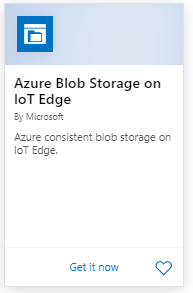 Azure Blob Storage on
IoT Edge
By Microsoft
Azure consistent blob storage on
IoT Edge.
Get it now